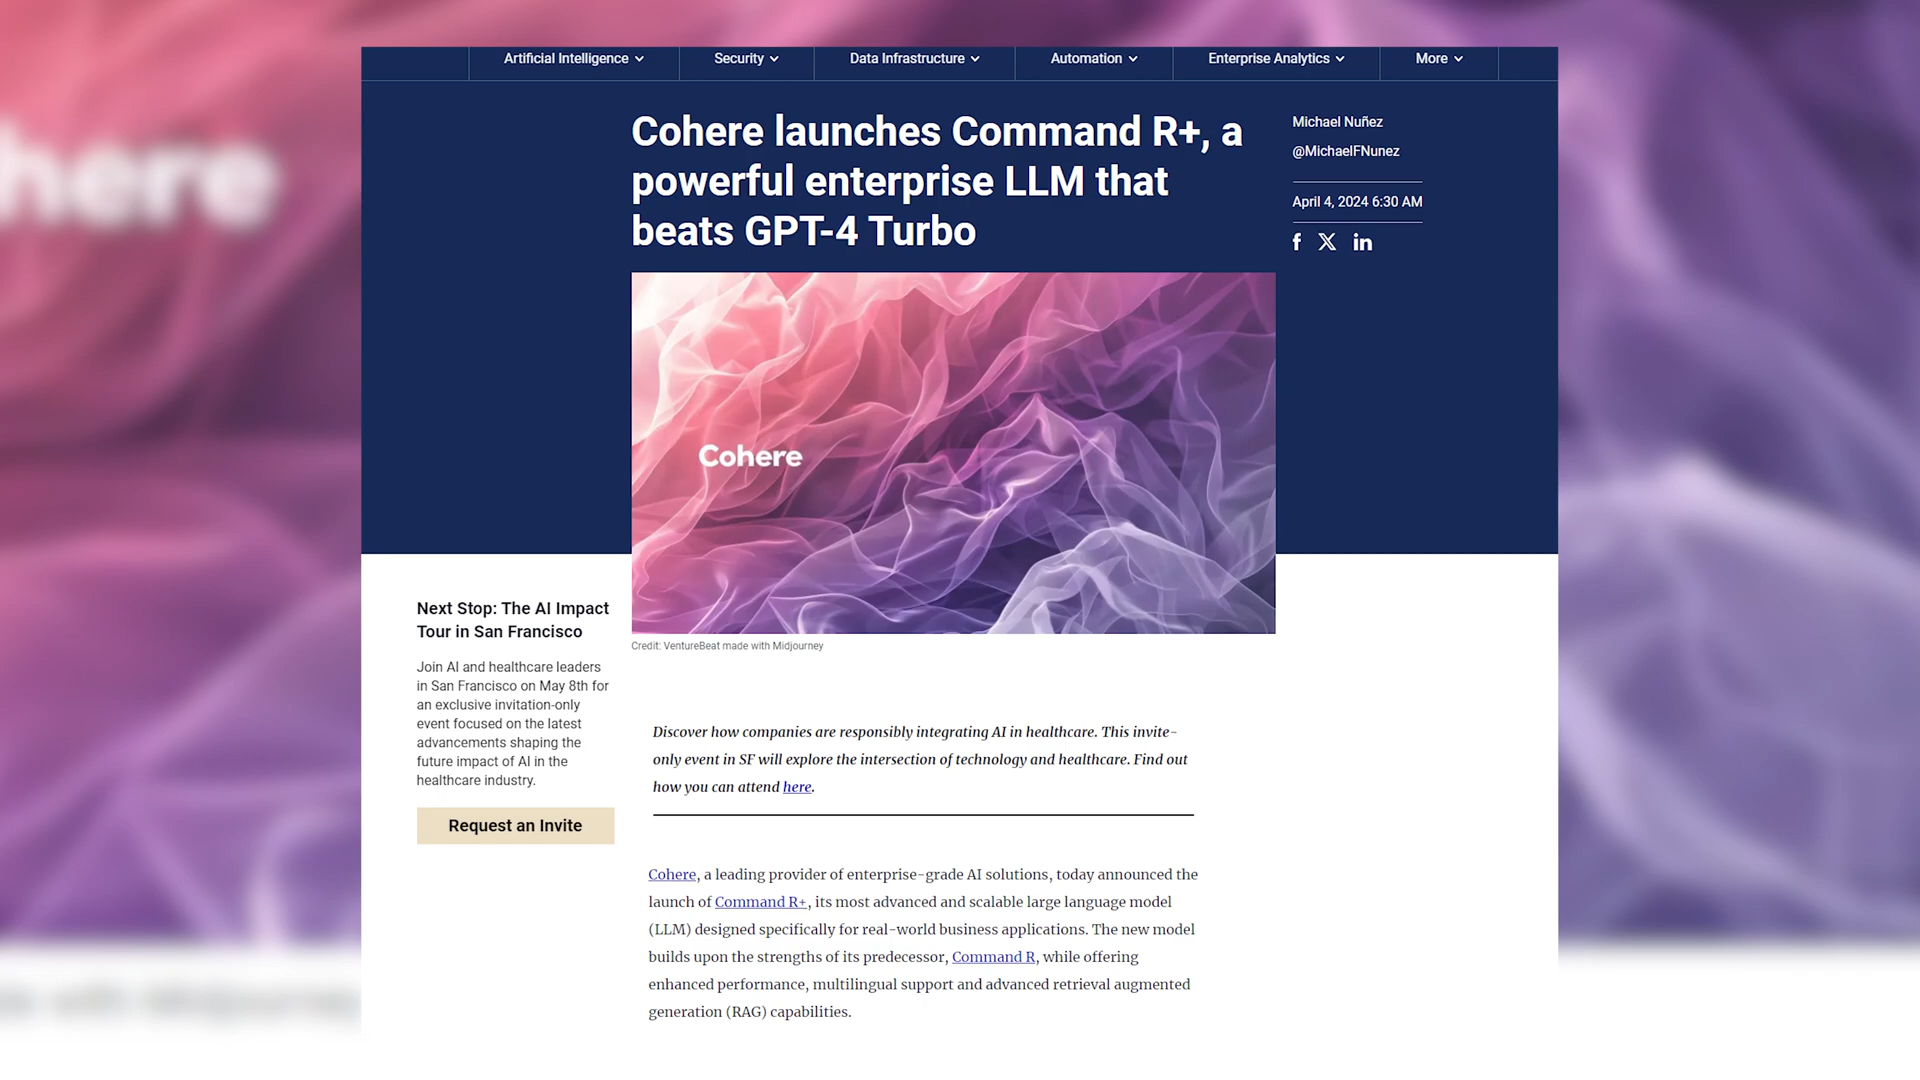 Artificial Intelligence
Security
Data Infrastructure
Automation
Enterprise Analytics
More
Cohere launches Command R+, a
powerful enterprise LLM that
beats GPT-4 Turbo
Michael Nuñez
@MichaelFNunez
April 4, 2024 6:30 AM
Cohere
Credit: VentureBeat made with Midjourney
Next Stop: The AI Impact
Tour in San Francisco
Join AI and healthcare leaders
in San Francisco on May 8th for
an exclusive invitation-only
event focused on the latest
advancements shaping the
future impact of AI in the
healthcare industry.
Request an Invite
Discover how companies are responsibly integrating AI in healthcare. This invite-
only event in SF will explore the intersection of technology and healthcare. Find out
how you can attend here.
Cohere, a leading provider of enterprise-grade AI solutions, today announced the
launch of Command R+, its most advanced and scalable large language model
(LLM) designed specifically for real-world business applications. The new model
builds upon the strengths of its predecessor, Command R, while offering
enhanced performance, multilingual support and advanced retrieval augmented
generation (RAG) capabilities.
here
de with Midjourney